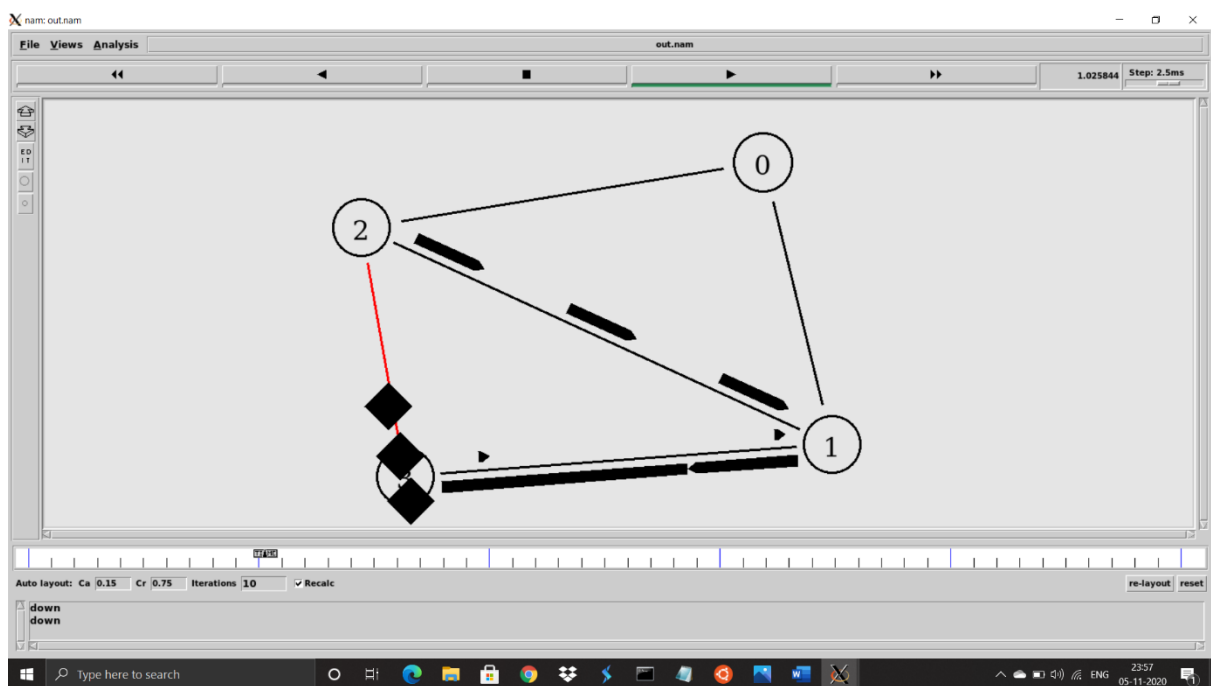 nam: out.nam
File Views Analysis out.nam
1.025844 Step: 2.5ms
ED
IT
0
2
1
Auto layout: Ca 0.15 Cr 0.75 Iterations 10 Recalc re-layout reset
down
down
Type here to search
ENG
23:57
05-11-2020